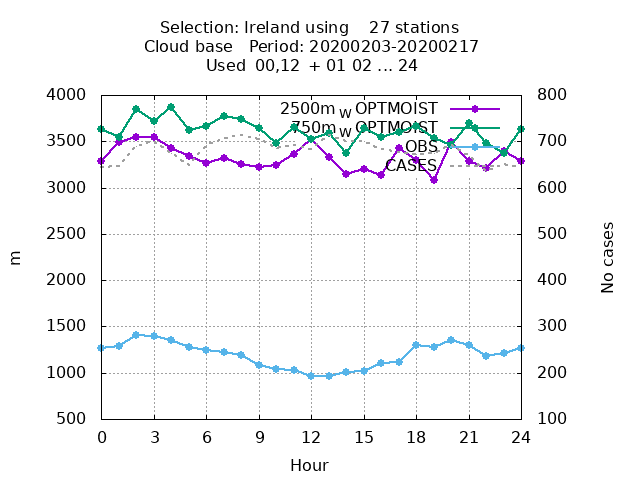 Selection: Ireland using    27 stations
Cloud base   Period: 20200203-20200217
Used  00,12  + 01 02 ... 24
4000 800
2500m W OPTMOIST
750m W OPTMOIST
3500 700
OBS
CASES
3000 600
2500 500
m
No cases
2000 400
1500 300
1000 200
500 100
0 3 6 9 12 15 18 21 24
Hour